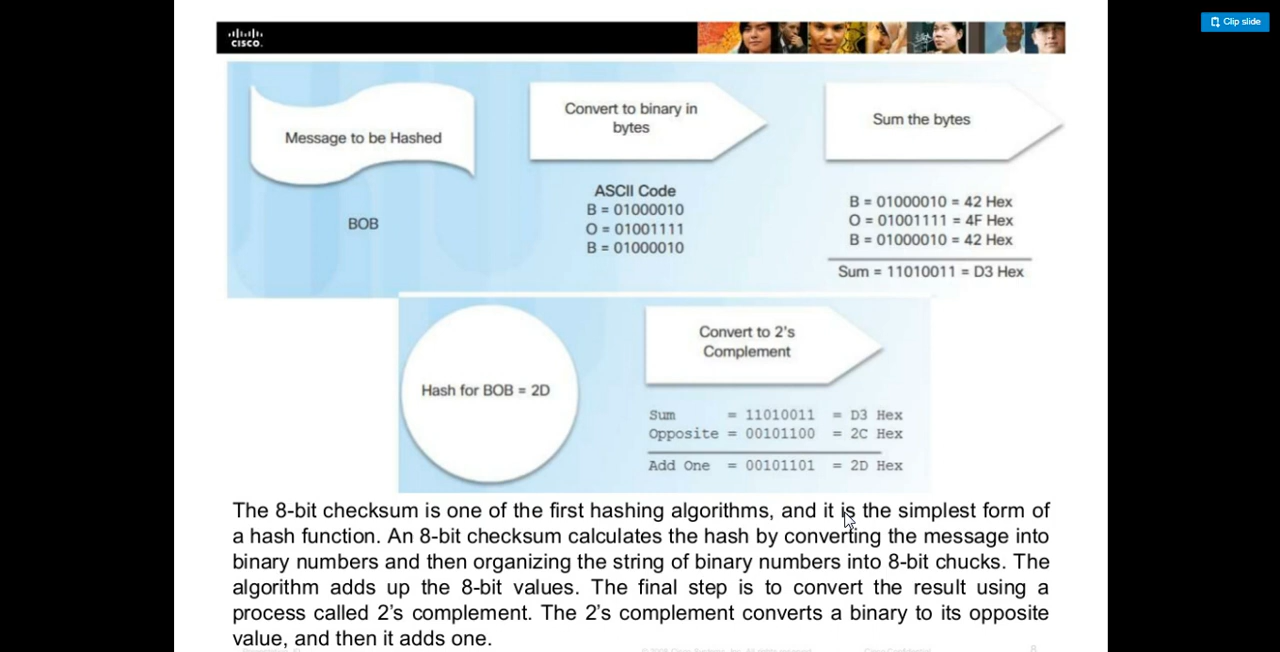 Clip slide
CISCO.
Message to be Hashed
BOB
Convert to binary in
bytes
ASCII Code
B = 01000010
O = 01001111
B = 01000010
Sum the bytes
B = 01000010 = 42 Hex
O = 01001111 = 4F Hex
B = 01000010 = 42 Hex
Sum = 11010011 = D3 Hex
Hash for BOB = 2D
Convert to 2's
Complement
Sum = 11010011 = D3 Hex
Opposite = 00101100 = 2C Hex
Add One = 00101101 = 2D Hex
The 8-bit checksum is one of the first hashing algorithms, and it is the simplest form of
a hash function. An 8-bit checksum calculates the hash by converting the message into
binary numbers and then organizing the string of binary numbers into 8-bit chucks. The
algorithm adds up the 8-bit values. The final step is to convert the result using a
process called 2's complement. The 2's complement converts a binary to its opposite
value, and then it adds one.
8